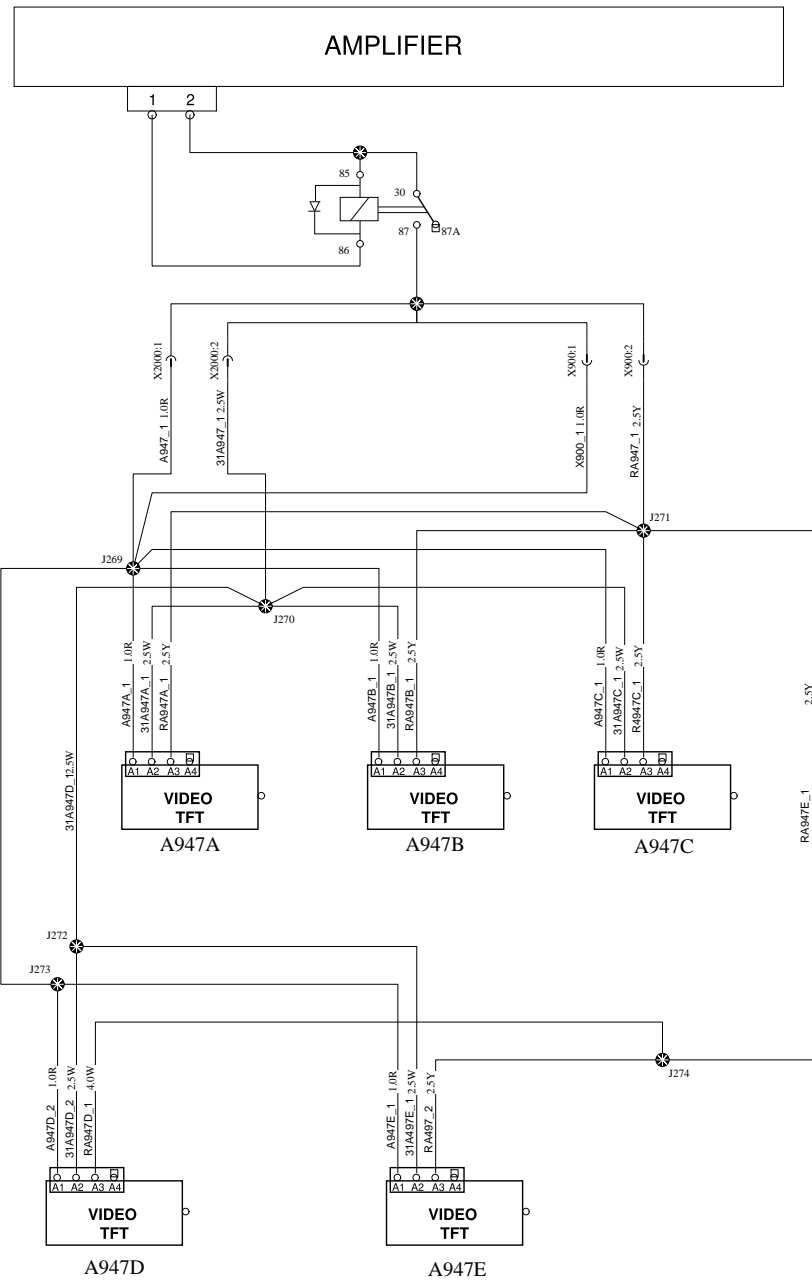 AMPLIFIER
1 2
85
30
87
87A
86
X2000:1
X2000:2
X900:1
X900:2
A947_1 1.0R
31A947_1 2.5W
X900_1 1.0R
RA947_1 2.5Y
J271
J269
J270
A947A_1 1.0R
31A947A_1 2.5W
RA947A_1 2.5Y
A947B_1 1.0R
31A947B_1 2.5W
RA947B_1 2.5Y
A947C_1 1.0R
31A947C_1 2.5W
R4947C_1 2.5Y
RA947E_1 2.5Y
31A947D_1 2.5W
A1 A2 A3 A4
VIDEO
TFT
A947A
A1 A2 A3 A4
VIDEO
TFT
A947B
A1 A2 A3 A4
VIDEO
TFT
A947C
J272
J273
J274
A947D_2 1.0R
31A947D_2 2.5W
RA947D_1 4.0W
A947E_1 1.0R
31A497E_1 2.5W
RA497_2 2.5Y
A1 A2 A3 A4
VIDEO
TFT
A947D
A1 A2 A3 A4
VIDEO
TFT
A947E